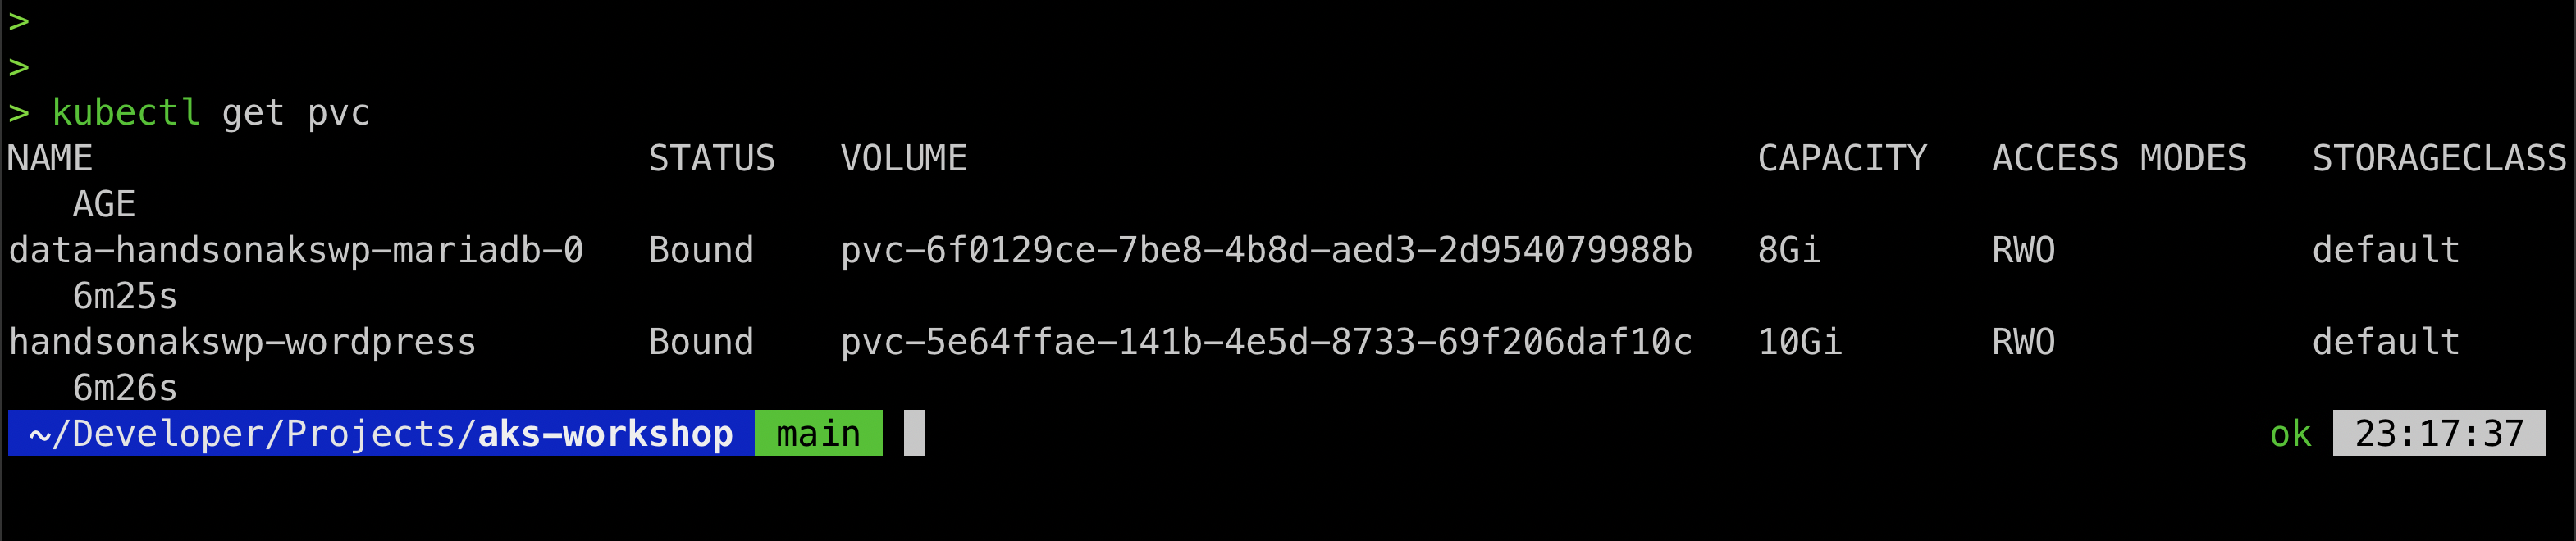 >
>
> kubectl get pvc
NAME                          STATUS   VOLUME                                     CAPACITY   ACCESS MODES   STORAGECLASS
   AGE
data-handsonakswp-mariadb-0   Bound    pvc-6f0129ce-7be8-4b8d-aed3-2d954079988b   8Gi        RWO            default
   6m25s
handsonakswp-wordpress        Bound    pvc-5e64ffae-141b-4e5d-8733-69f206daf10c   10Gi       RWO            default
   6m26s
~/Developer/Projects/aks-workshop main ok 23:17:37